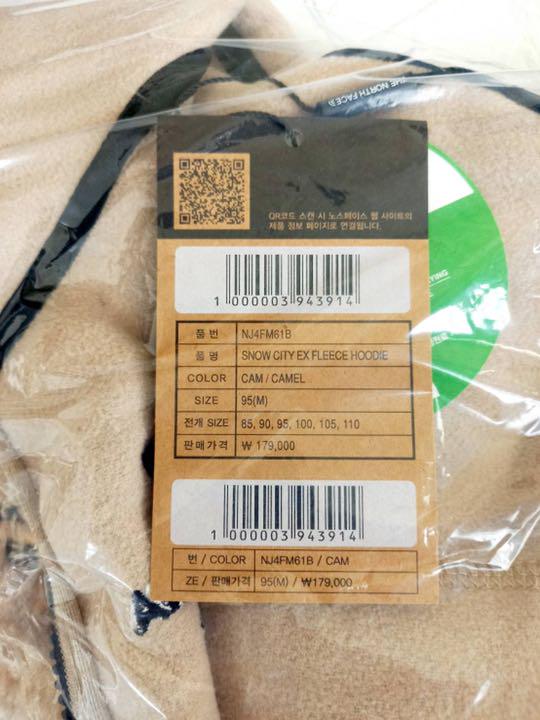 THE NORTH FACE
QR코드 스캔 시 노스페이스 웹 사이트의
제품 정보 페이지로 연결됩니다.
1 000003 943914
품 번 NJ4FM61B
품 명 SNOW CITY EX FLEECE HOODIE
COLOR CAM / CAMEL
SIZE 95(M)
전개 SIZE 85, 90, 95, 100, 105, 110
판매가격 ₩ 179,000
1 000003 943914
번 / COLOR NJ4FM61B / CAM
ZE / 판매가격 95(M) / ₩179,000